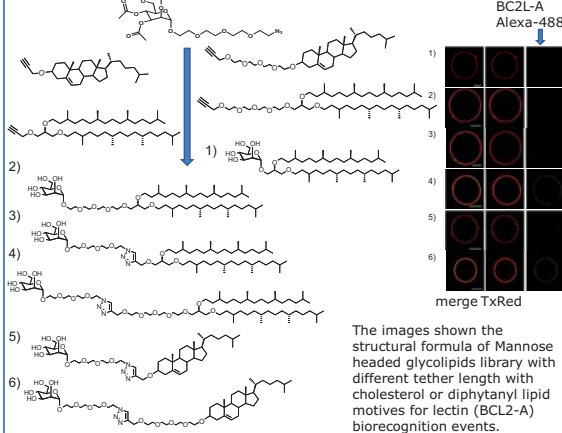 BC2L-A
Alexa-488
1)
2)
3)
4)
5)
6)
1)
2)
3)
4)
5)
6)
merge TxRed
The images shown the
structural formula of Mannose
headed glycolipids library with
different tether length with
cholesterol or diphytanyl lipid
motives for lectin (BCL2-A)
biorecognition events.